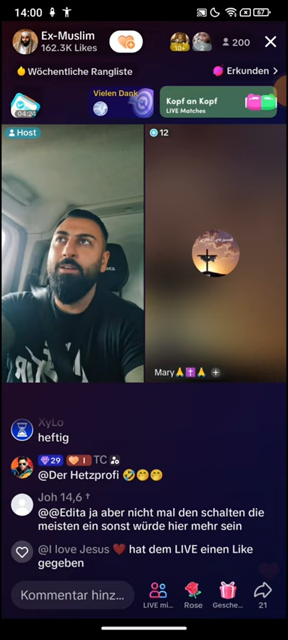 14:00
67
Ex-Muslim
162.3K Likes
10+
200
Wöchentliche Rangliste
Erkunden >
04:24
Vielen Dank
Kopf an Kopf
LIVE Matches
Host
12
Mary🙏✝️🙏
XyLo
heftig
29 I TC
@Der Hetzprofi 🤣🤭🤭
Joh 14,6 †
@@Edita ja aber nicht mal den schalten die
meisten ein sonst würde hier mehr sein
@I love Jesus ❤️ hat dem LIVE einen Like
gegeben
Kommentar hinz...
LIVE mi...
Rose
Gesche...
21